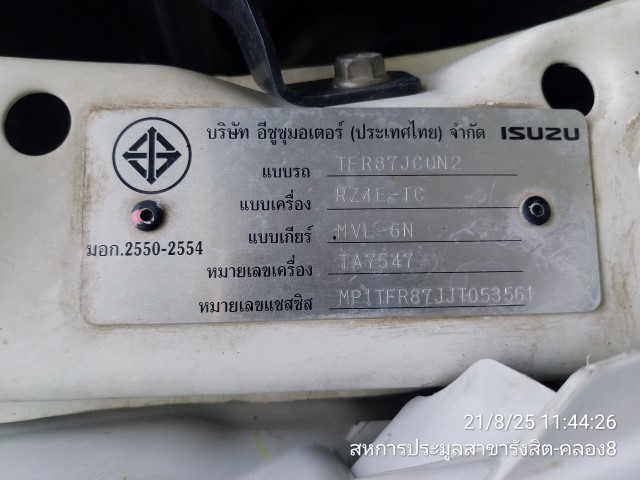 บริษัท อีซูซุมอเตอร์ (ประเทศไทย) จำกัด ISUZU
แบบรถ TFR87JCQN2
แบบเครื่อง RZ4E-TC
แบบเกียร์ MVL-6N
มอก.2550-2554
หมายเลขเครื่อง TA7547
หมายเลขแชสซิส MP1TFR87JJT053561
21/8/25 11:44:26
สหการประมูลสาขารังสิต-คลอง8